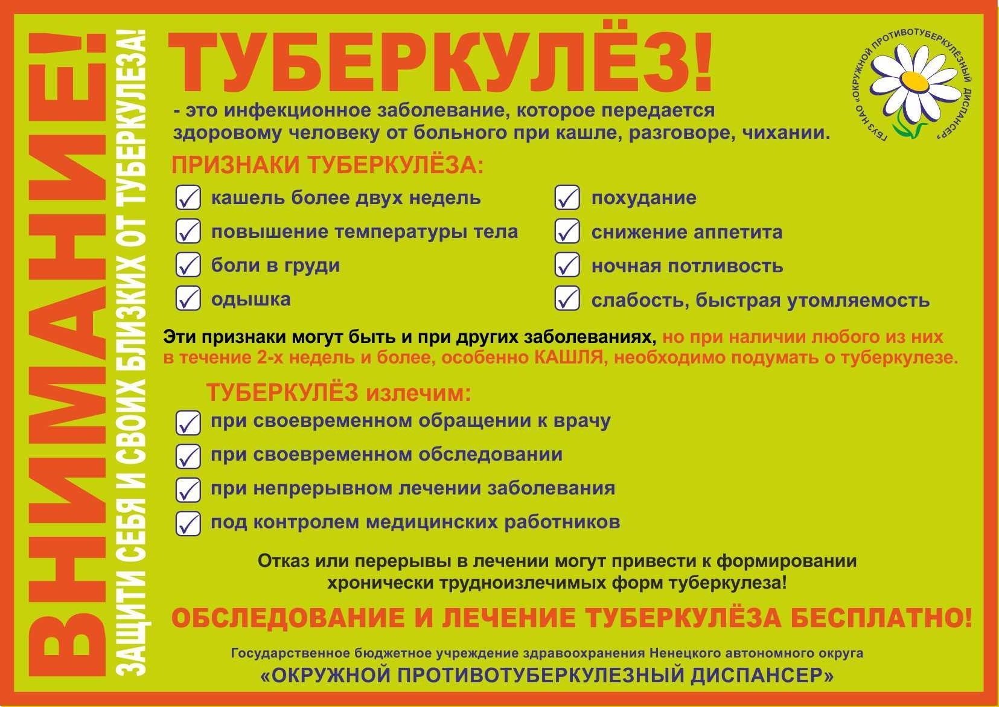 ВНИМАНИЕ!
ЗАЩИТИ СЕБЯ И СВОИХ БЛИЗКИХ ОТ ТУБЕРКУЛЕЗА!
ТУБЕРКУЛЁЗ!
- это инфекционное заболевание, которое передается
здоровому человеку от больного при кашле, разговоре, чихании.
ГБУЗ НАО «ОКРУЖНОЙ ПРОТИВОТУБЕРКУЛЁЗНЫЙ ДИСПАНСЕР»
ПРИЗНАКИ ТУБЕРКУЛЁЗА:
кашель более двух недель
повышение температуры тела
боли в груди
одышка
похудание
снижение аппетита
ночная потливость
слабость, быстрая утомляемость
Эти признаки могут быть и при других заболеваниях, но при наличии любого из них
в течение 2-х недель и более, особенно КАШЛЯ, необходимо подумать о туберкулезе.
ТУБЕРКУЛЁЗ излечим:
при своевременном обращении к врачу
при своевременном обследовании
при непрерывном лечении заболевания
под контролем медицинских работников
Отказ или перерывы в лечении могут привести к формировании
хронически трудноизлечимых форм туберкулеза!
ОБСЛЕДОВАНИЕ И ЛЕЧЕНИЕ ТУБЕРКУЛЁЗА БЕСПЛАТНО!
Государственное бюджетное учреждение здравоохранения Ненецкого автономного округа
«ОКРУЖНОЙ ПРОТИВОТУБЕРКУЛЕЗНЫЙ ДИСПАНСЕР»